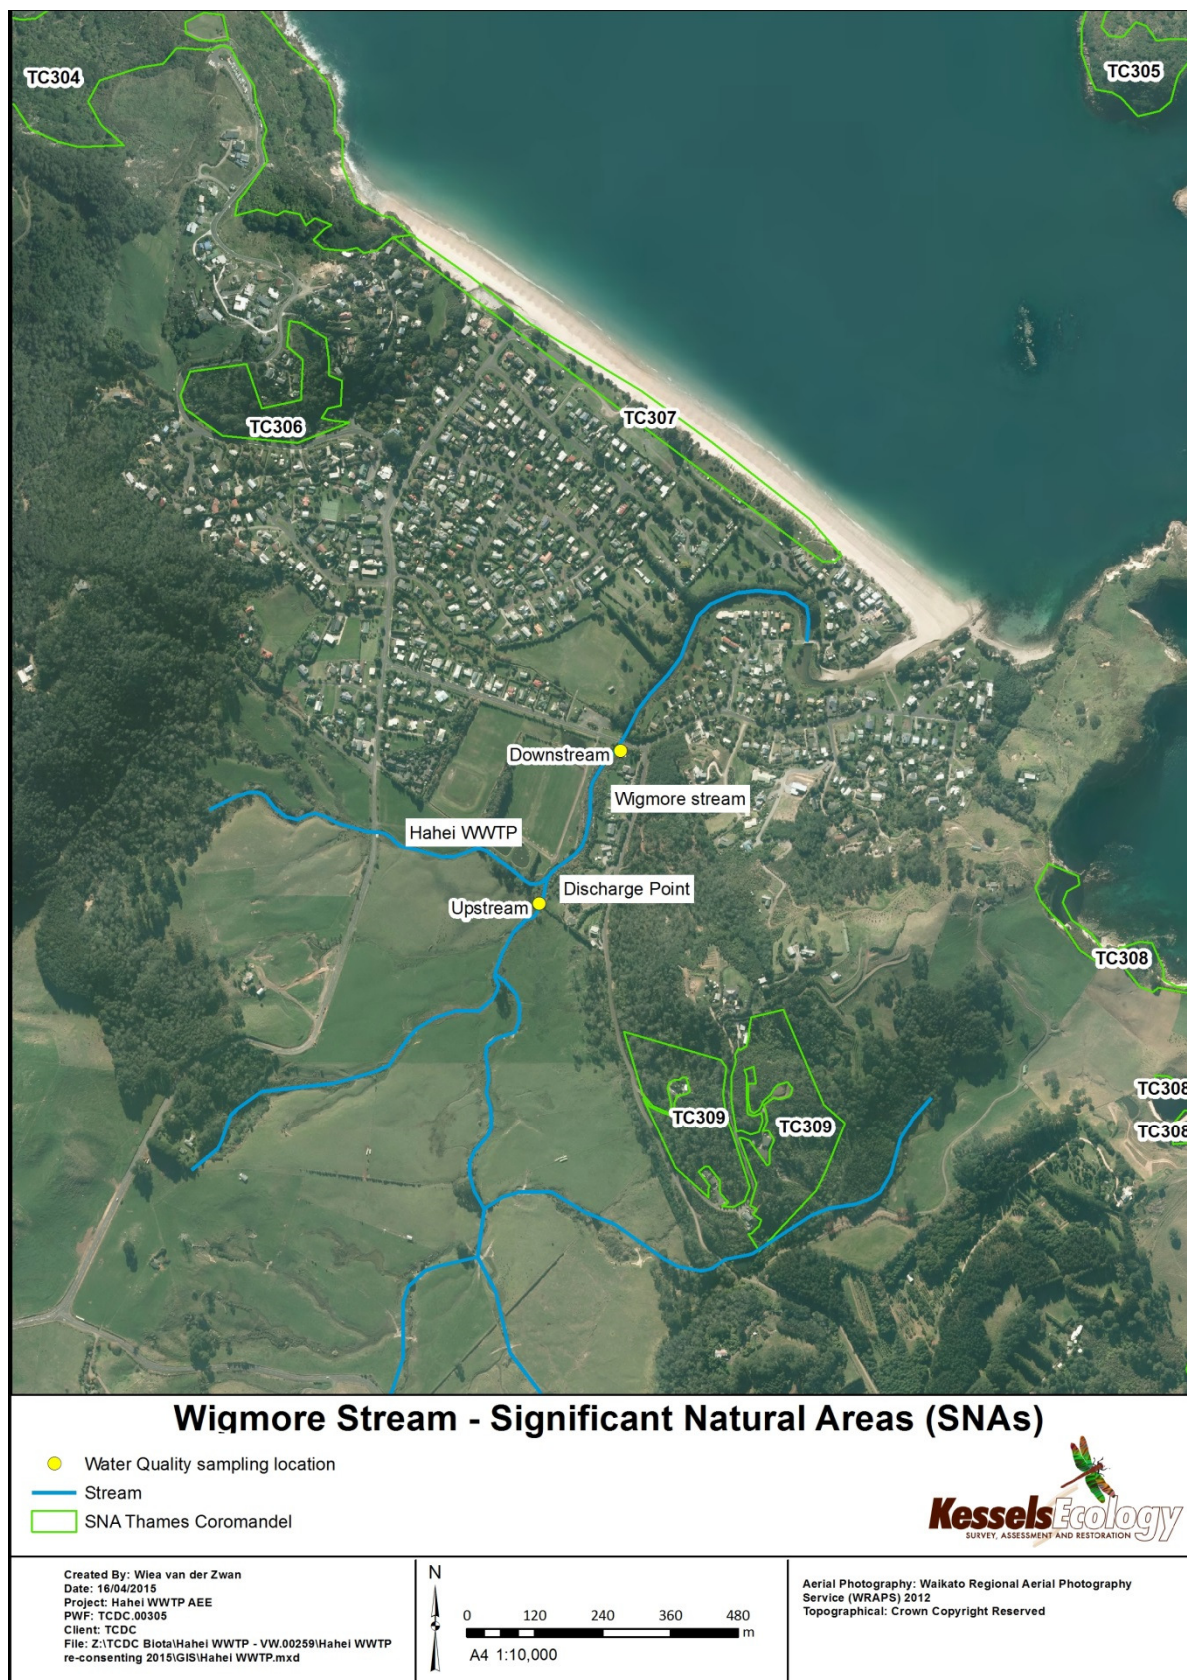 TC304
TC305
TC306
TC307
Downstream
Wigmore stream
Hahei WWTP
Discharge Point
Upstream
TC308
TC308
TC309
TC309
TC308
Wigmore Stream - Significant Natural Areas (SNAs)
Water Quality sampling location
Stream
SNA Thames Coromandel
KesselsEcology
SURVEY, ASSESSMENT AND RESTORATION
Created By: Wiea van der Zwan
Date: 16/04/2015
Project: Hahei WWTP AEE
PWF: TCDC.00305
Client: TCDC
File: Z:\TCDC Biota\Hahei WWTP - VW.00259\Hahei WWTP
re-consenting 2015\GIS\Hahei WWTP.mxd
N
0 120 240 360 480
m
A4 1:10,000
Aerial Photography: Waikato Regional Aerial Photography
Service (WRAPS) 2012
Topographical: Crown Copyright Reserved